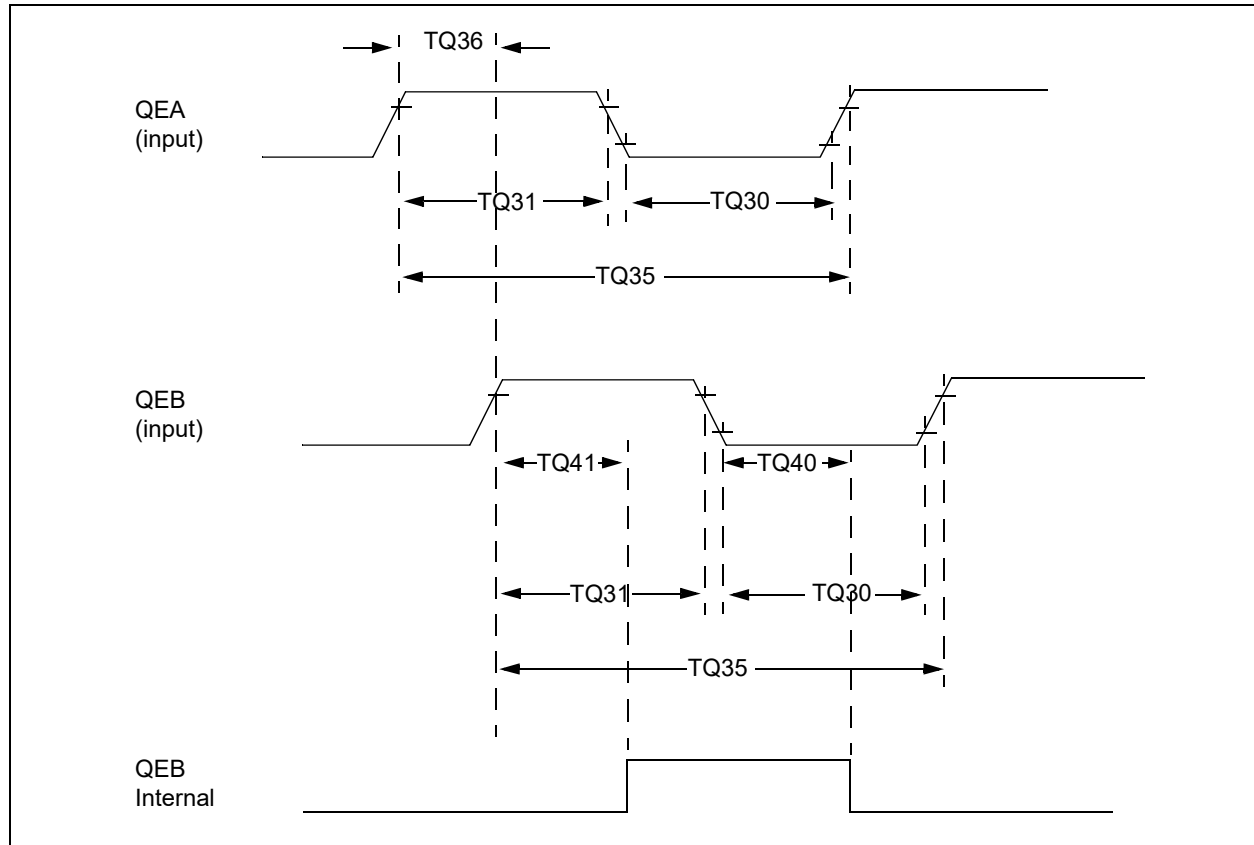 TQ36
QEA
(input)
TQ31
TQ30
TQ35
QEB
(input)
TQ41
TQ40
TQ31
TQ30
TQ35
QEB
Internal